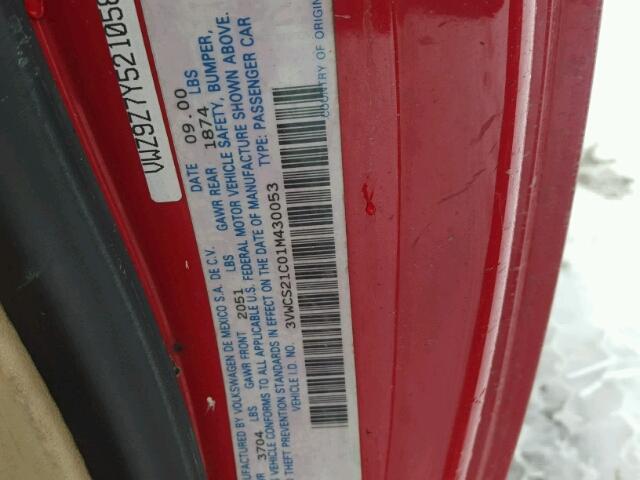 UFACTURED BY VOLKSWAGEN DE MEXICO S.A. DE C.V. DATE 09.00
3704 LBS GAWR FRONT 2051 LBS GAWR REAR 1874 LBS
VEHICLE CONFORMS TO ALL APPLICABLE U.S. FEDERAL MOTOR VEHICLE SAFETY, BUMPER,
THEFT PREVENTION STANDARDS IN EFFECT ON THE DATE OF MANUFACTURE SHOWN ABOVE.
VEHICLE I.D. NO. 3VWCS21C01M430053 TYPE: PASSENGER CAR
COUNTRY OF ORIGIN
VWZ9Z7Y521058